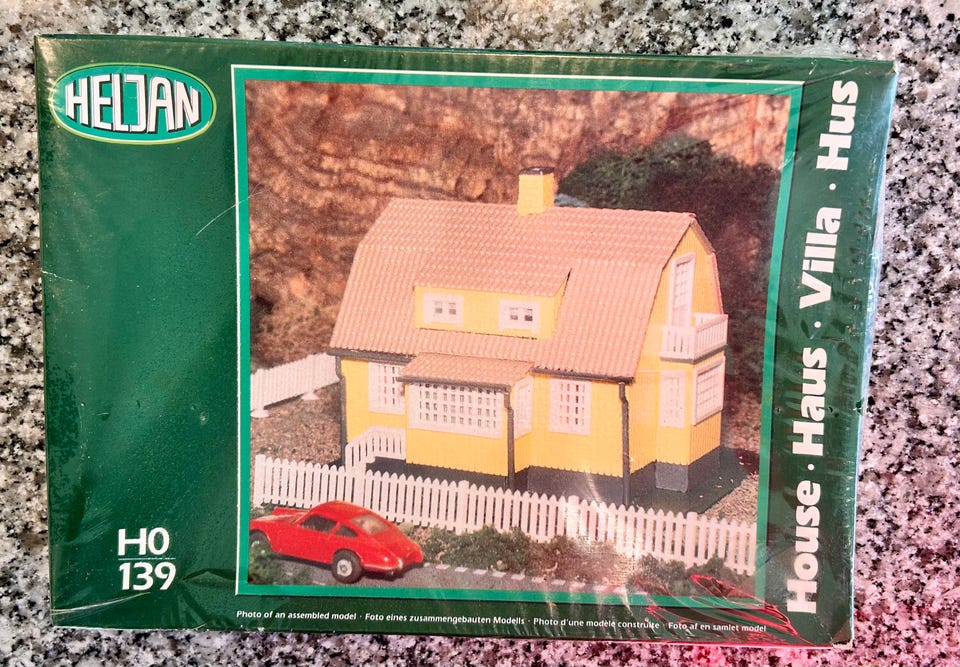 HELJAN
House · Haus · Villa · Hus
H0
139
Photo of an assembled model · Foto eines zusammengebauten Modells · Photo d'une modèle construite · Foto af en samlet model